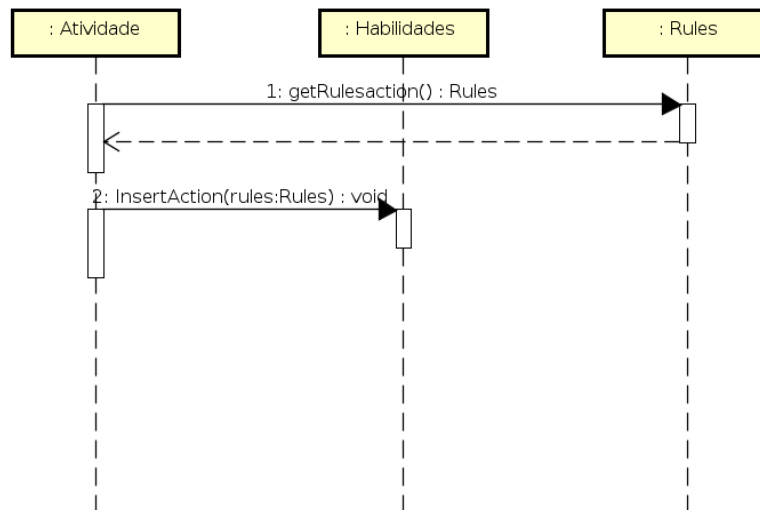 : Atividade
: Habilidades
: Rules
1: getRulesaction() : Rules
2: InsertAction(rules:Rules) : void